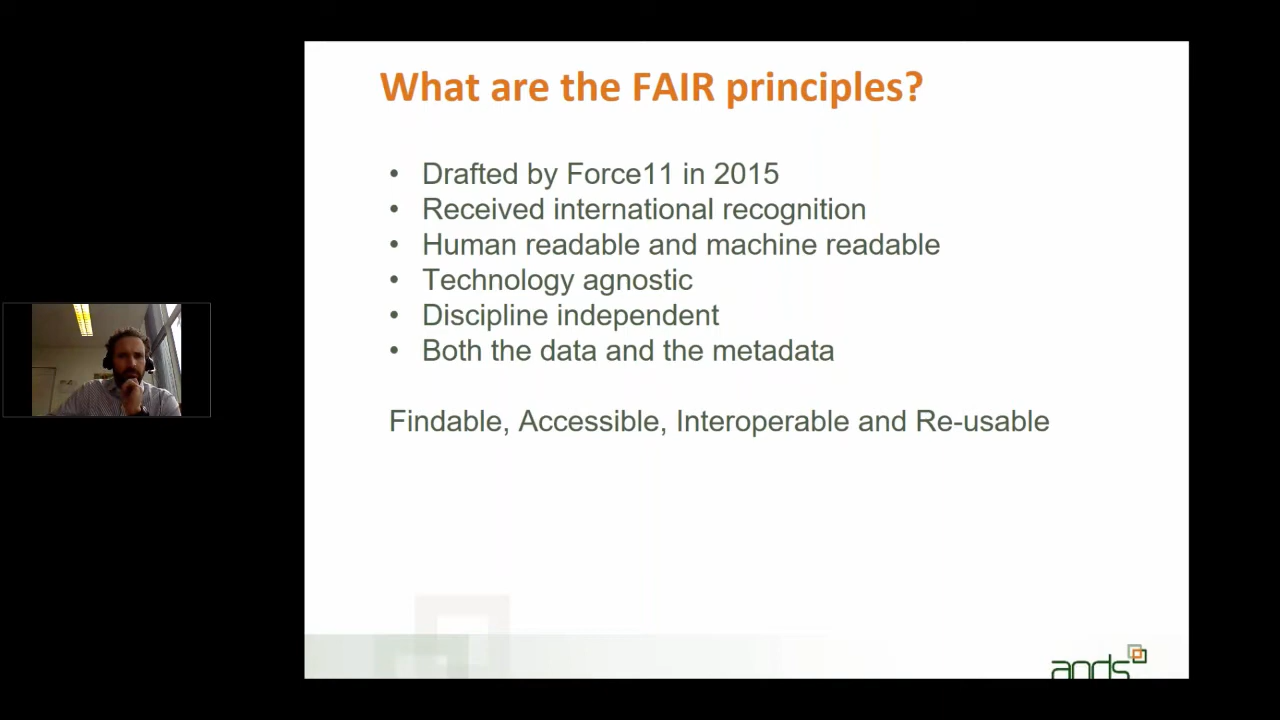 What are the FAIR principles?
• Drafted by Force11 in 2015
• Received international recognition
• Human readable and machine readable
• Technology agnostic
• Discipline independent
• Both the data and the metadata
Findable, Accessible, Interoperable and Re-usable
ands